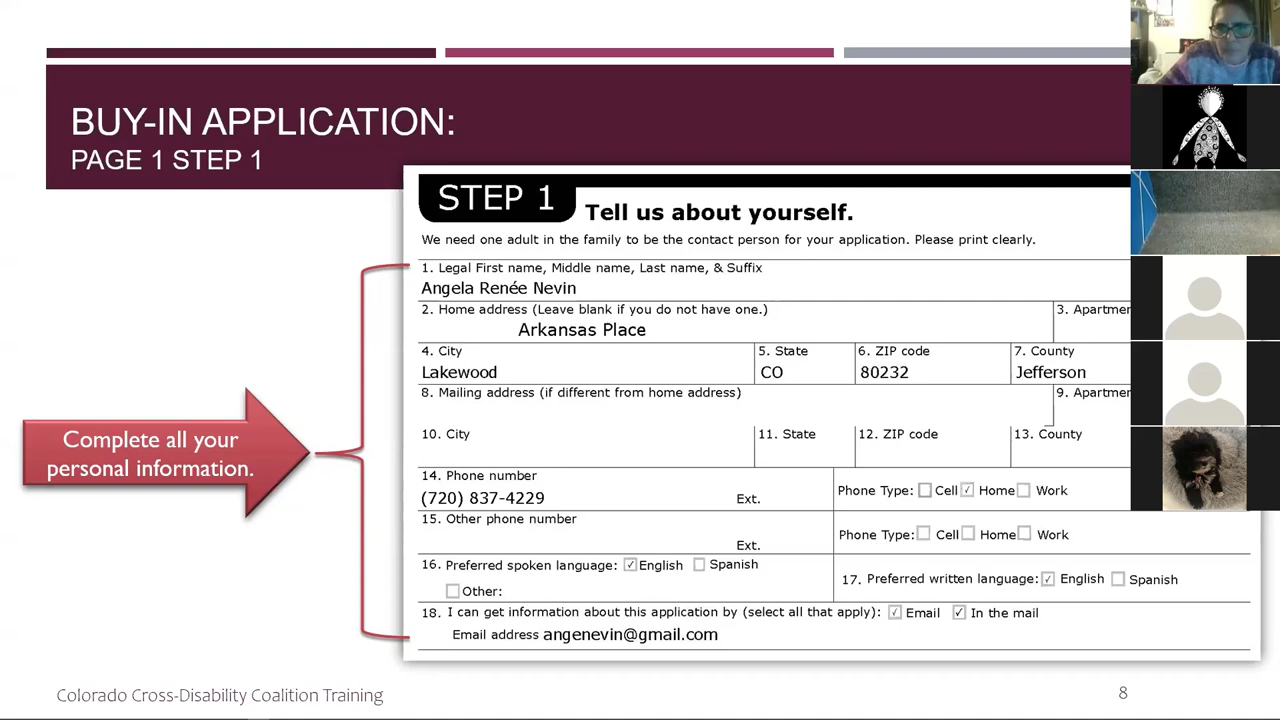 BUY-IN APPLICATION:
PAGE 1 STEP 1
STEP 1
Tell us about yourself.
We need one adult in the family to be the contact person for your application. Please print clearly.
1. Legal First name, Middle name, Last name, & Suffix
Angela Renée Nevin
2. Home address (Leave blank if you do not have one.) 3. Apartmen
Arkansas Place
4. City 5. State 6. ZIP code 7. County
Lakewood CO 80232 Jefferson
8. Mailing address (if different from home address) 9. Apartmen
10. City 11. State 12. ZIP code 13. County
Complete all your
personal information.
14. Phone number
(720) 837-4229 Ext. Phone Type: Cell Home Work
15. Other phone number
Ext. Phone Type: Cell Home Work
16. Preferred spoken language: English Spanish
Other:
17. Preferred written language: English Spanish
18. I can get information about this application by (select all that apply): Email In the mail
Email address angenevin@gmail.com
Colorado Cross-Disability Coalition Training 8